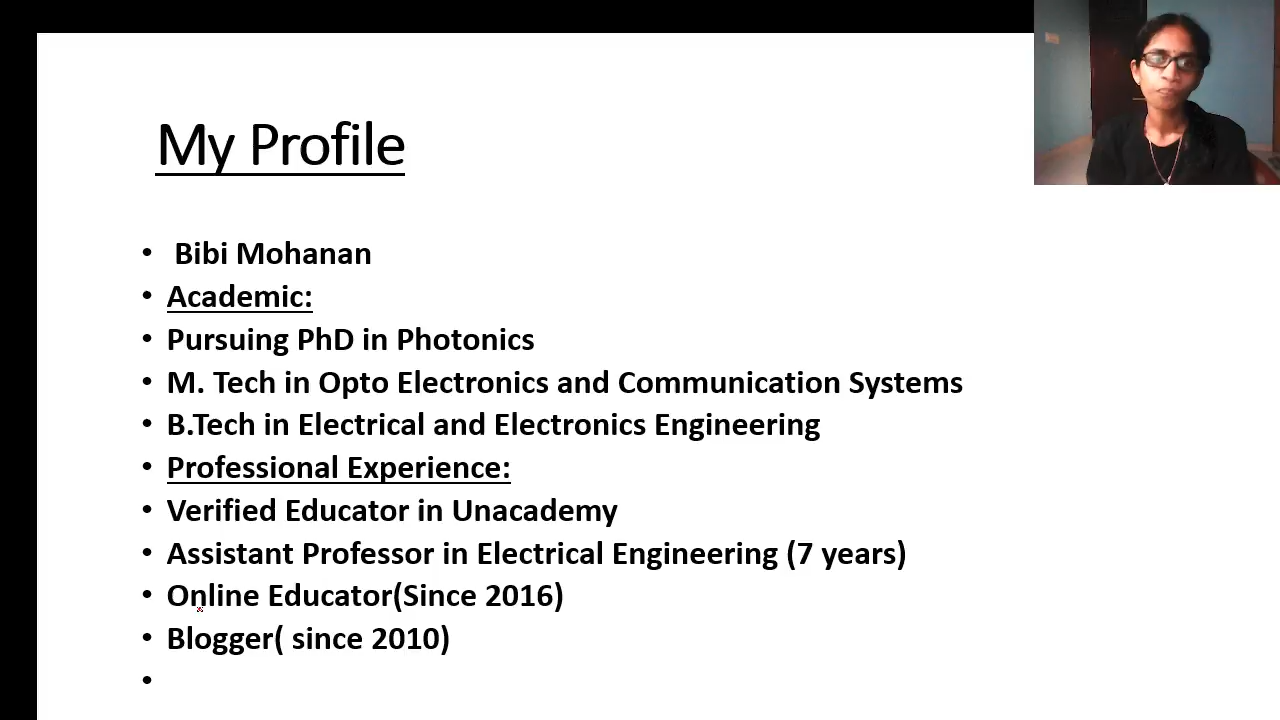 My Profile
• Bibi Mohanan
• Academic:
• Pursuing PhD in Photonics
• M. Tech in Opto Electronics and Communication Systems
• B.Tech in Electrical and Electronics Engineering
• Professional Experience:
• Verified Educator in Unacademy
• Assistant Professor in Electrical Engineering (7 years)
• Online Educator(Since 2016)
• Blogger( since 2010)
•